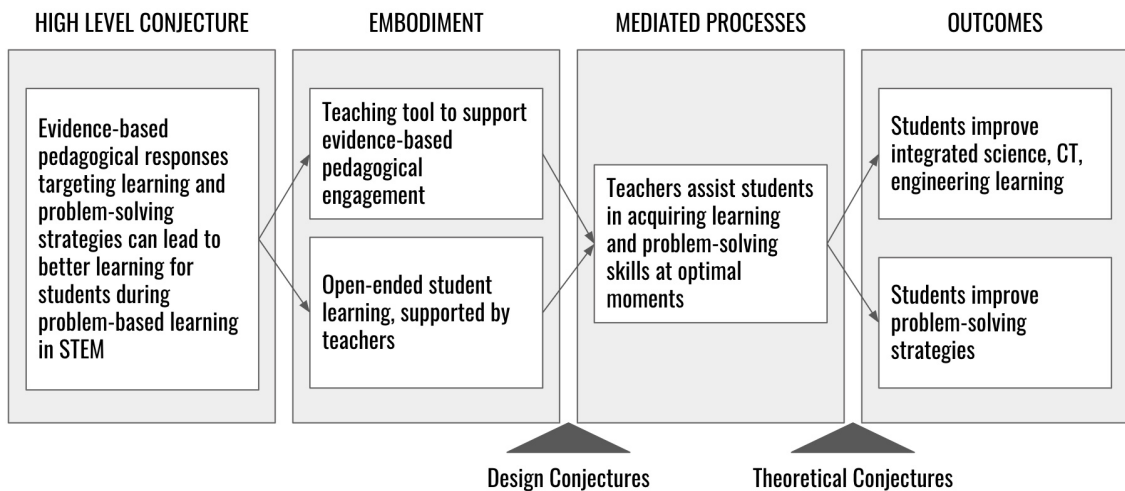 HIGH LEVEL CONJECTURE
Evidence-based
pedagogical responses
targeting learning and
problem-solving
strategies can lead to
better learning for
students during
problem-based learning
in STEM
EMBODIMENT
Teaching tool to support
evidence-based
pedagogical
engagement
Open-ended student
learning, supported by
teachers
MEDIATED PROCESSES
Teachers assist students
in acquiring learning
and problem-solving
skills at optimal
moments
OUTCOMES
Students improve
integrated science, CT,
engineering learning
Students improve
problem-solving
strategies
Design Conjectures
Theoretical Conjectures